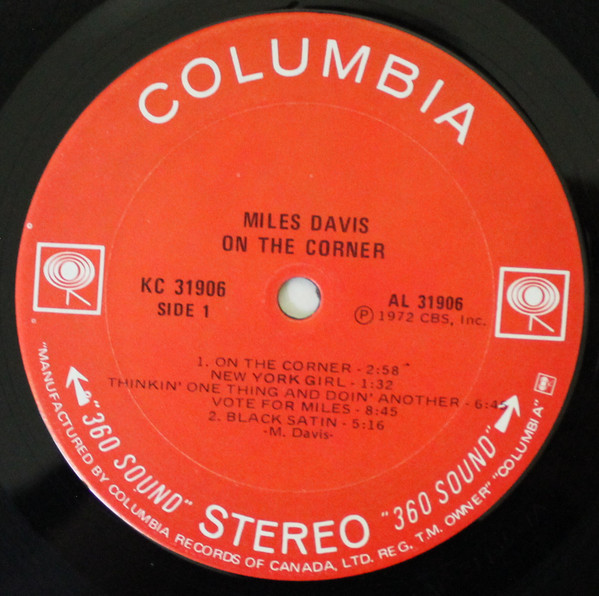 COLUMBIA
MILES DAVIS
ON THE CORNER
KC 31906
SIDE 1
AL 31906
Ⓟ 1972 CBS, Inc.
1. ON THE CORNER - 2:58
NEW YORK GIRL - 1:32
THINKIN' ONE THING AND DOIN' ANOTHER - 6:45
VOTE FOR MILES - 8:45
2. BLACK SATIN - 5:16
-M. Davis-
"360 SOUND" STEREO "360 SOUND"
"MANUFACTURED BY COLUMBIA RECORDS OF CANADA, LTD. REG. T.M. OWNER" "COLUMBIA"